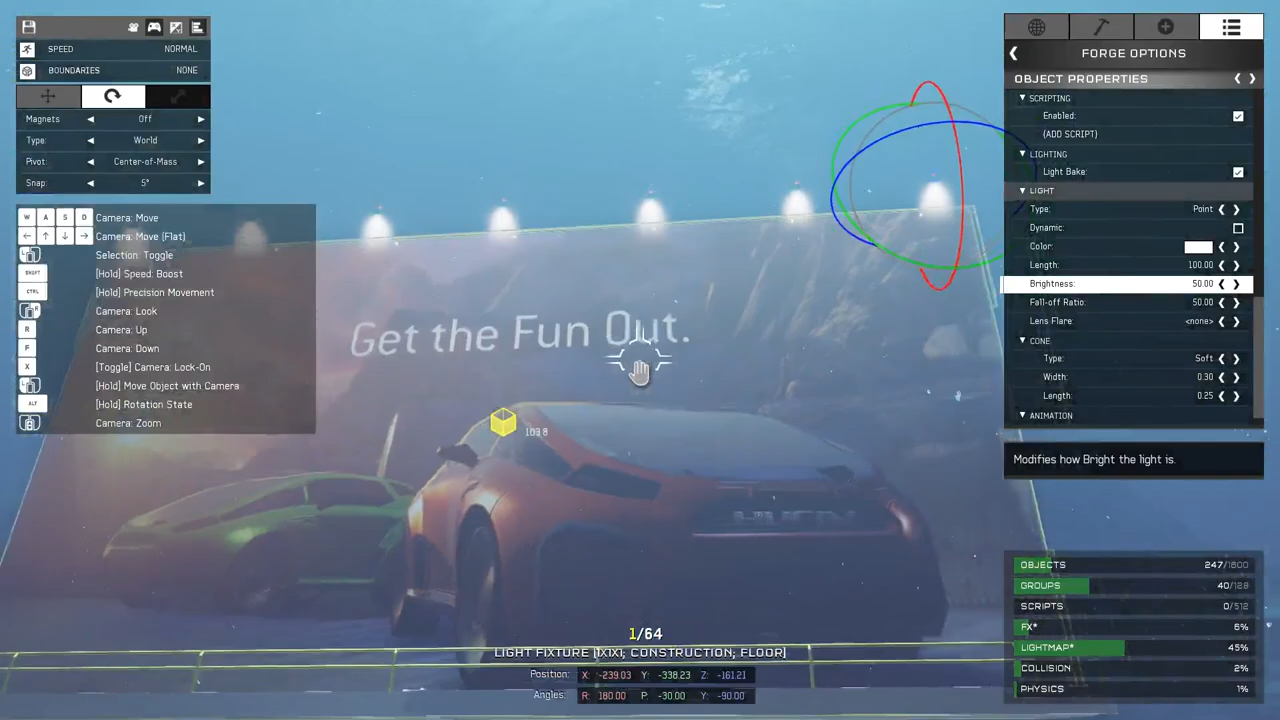 SPEED NORMAL
BOUNDARIES NONE
Magnets Off
Type: World
Pivot: Center-of-Mass
Snap: 5°
W A S D Camera: Move
← ↑ ↓ → Camera: Move (Flat)
Selection: Toggle
SHIFT [Hold] Speed: Boost
CTRL [Hold] Precision Movement
Camera: Look
R Camera: Up
F Camera: Down
X [Toggle] Camera: Lock-On
[Hold] Move Object with Camera
ALT [Hold] Rotation State
Camera: Zoom
Get the Fun Out.
103.8
1/64
LIGHT FIXTURE [1X1X1, CONSTRUCTION, FLOOR]
Position: X: -239.03 Y: -338.23 Z: -161.21
Angles: R: 180.00 P: -30.00 Y: -90.00
FORGE OPTIONS
OBJECT PROPERTIES
SCRIPTING
Enabled:
(ADD SCRIPT)
LIGHTING
Light Bake:
LIGHT
Type: Point
Dynamic:
Color:
Length: 100.00
Brightness: 50.00
Fall-off Ratio: 50.00
Lens Flare: <none>
CONE
Type: Soft
Width: 0.30
Length: 0.25
ANIMATION
Modifies how Bright the light is.
OBJECTS 247/1800
GROUPS 40/128
SCRIPTS 0/512
FX* 6%
LIGHTMAP* 45%
COLLISION 2%
PHYSICS 1%